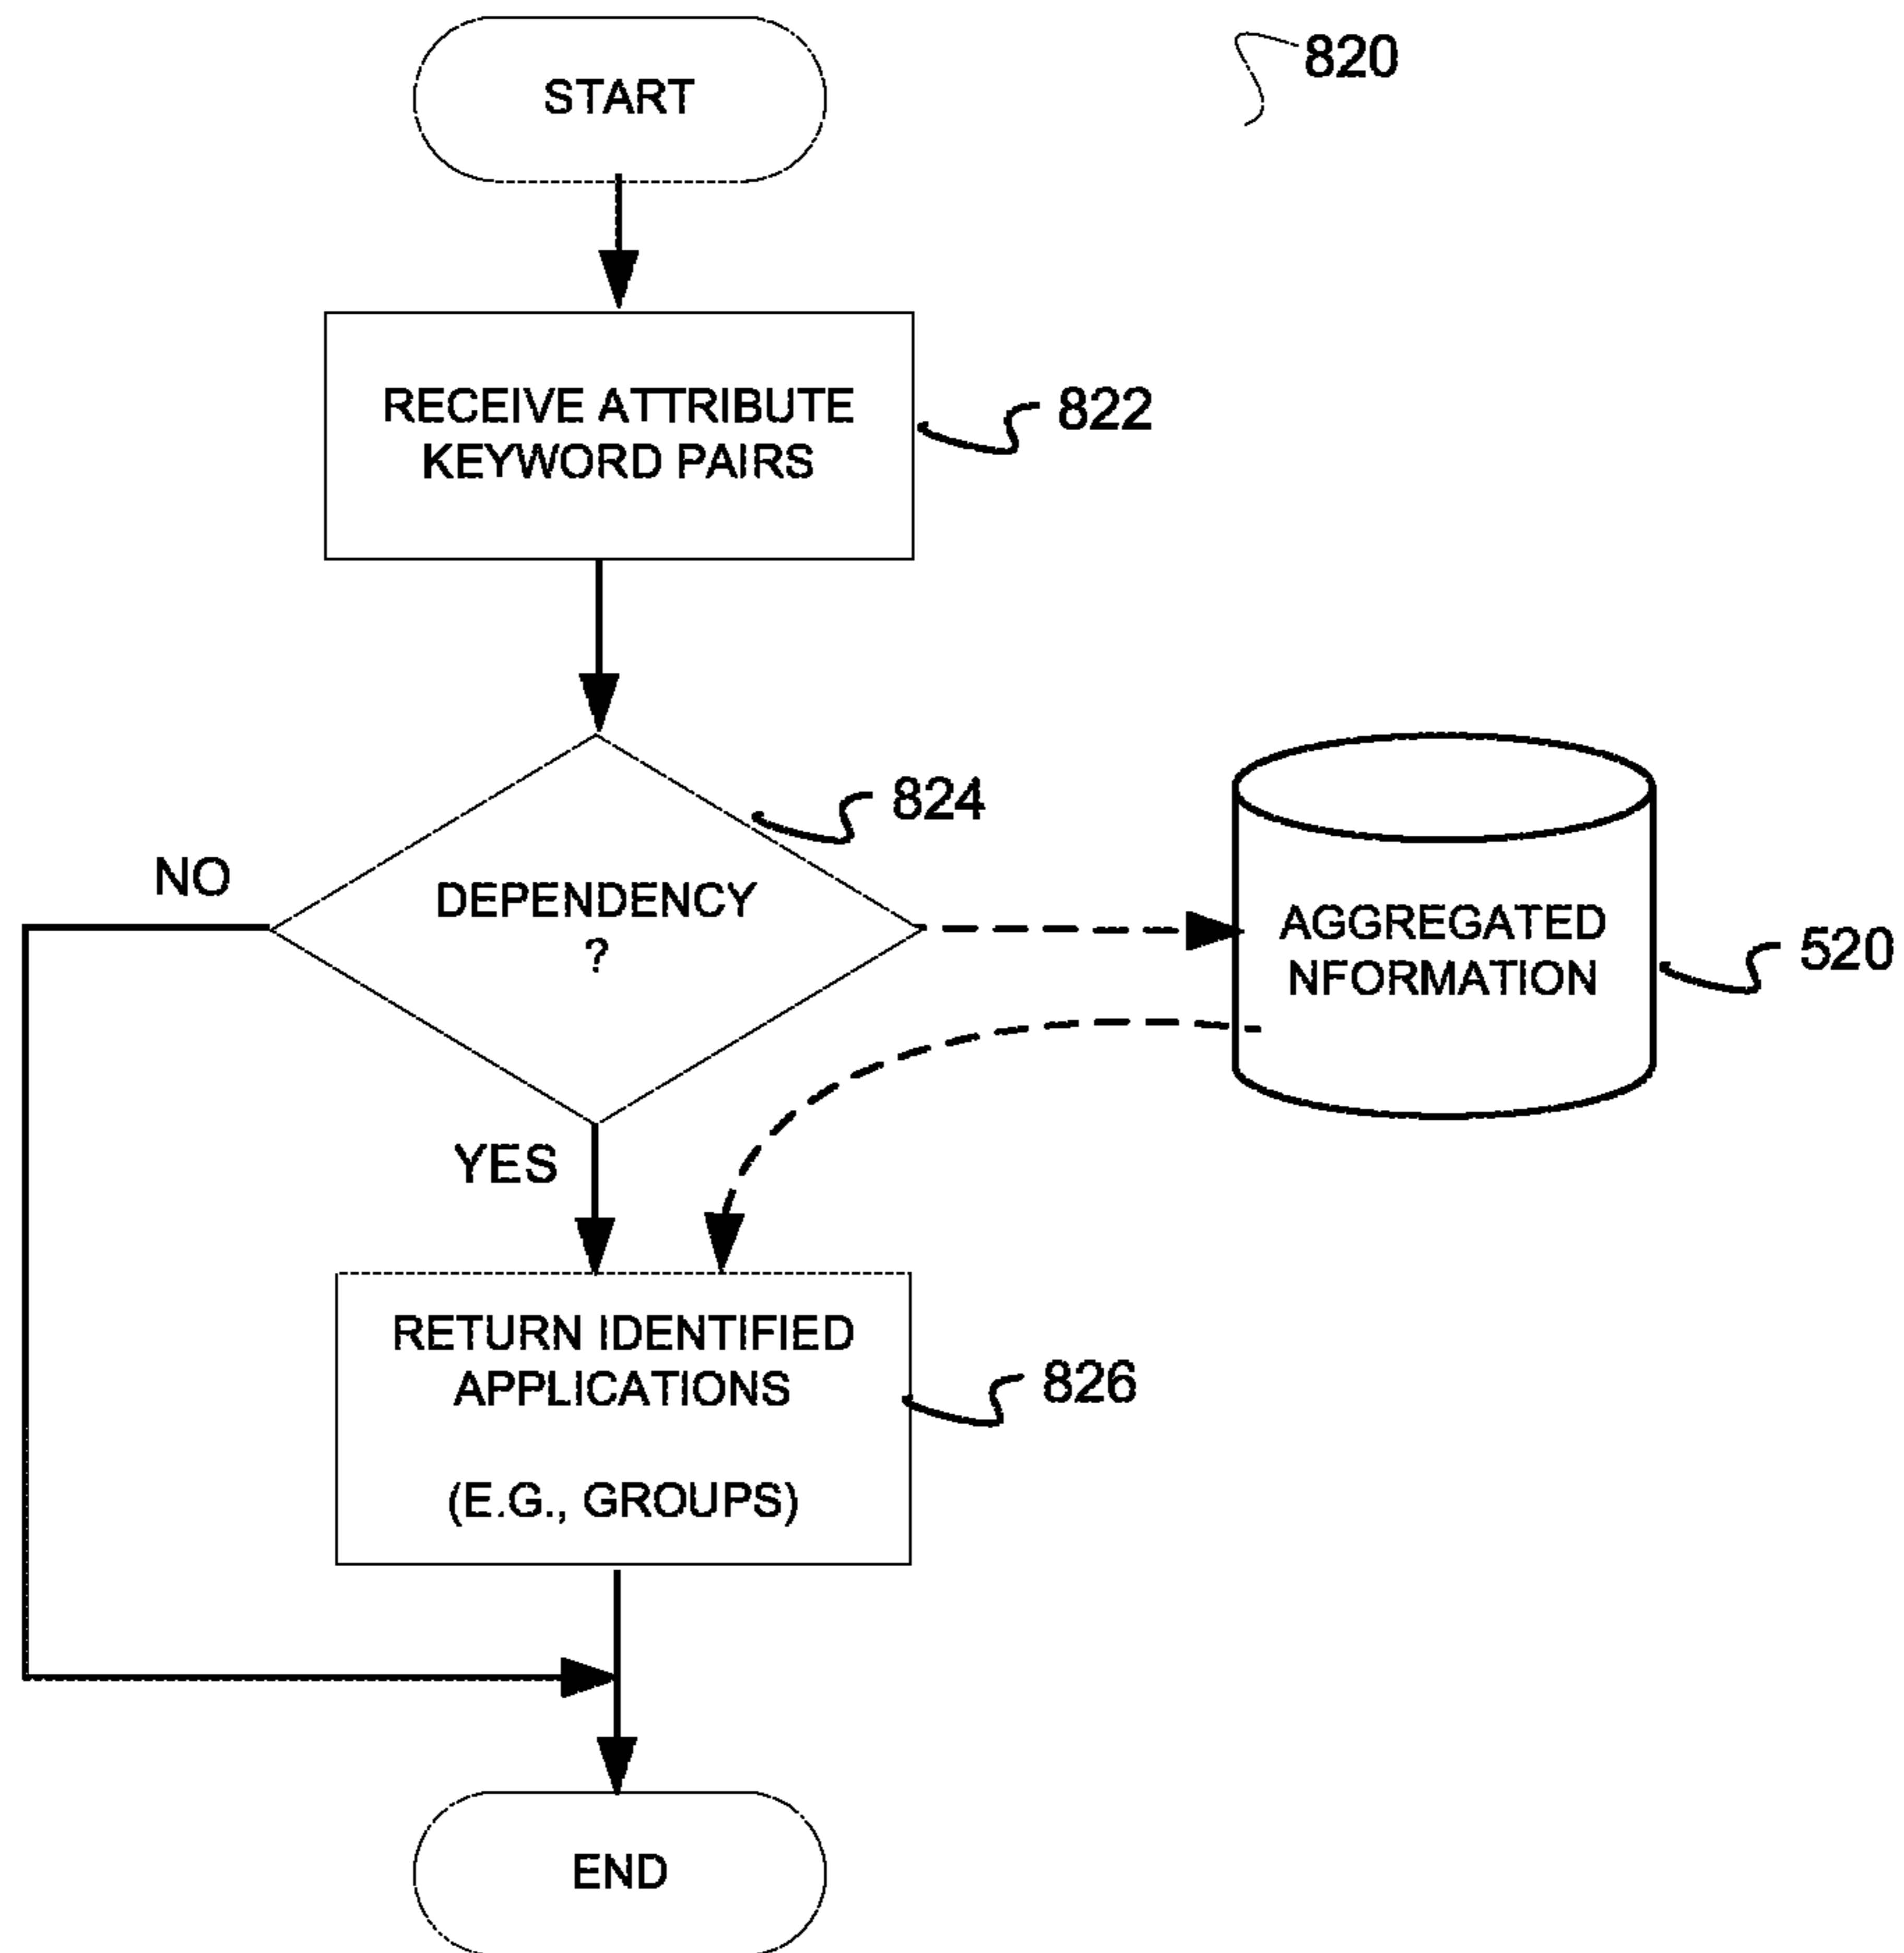 START
820
RECEIVE ATTRIBUTE
KEYWORD PAIRS
822
824
NO
DEPENDENCY
?
AGGREGATED
NFORMATION
520
YES
RETURN IDENTIFIED
APPLICATIONS
(E.G., GROUPS)
826
END